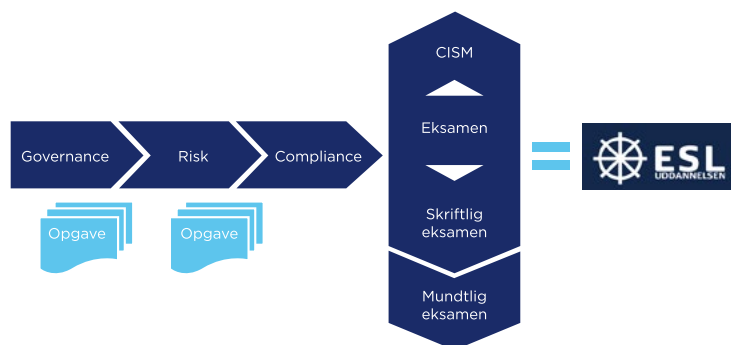 CISM
Eksamen
Governance
Risk
Compliance
ESL
UDDANNELSEN
Skriftlig
eksamen
Opgave
Opgave
Mundtlig
eksamen